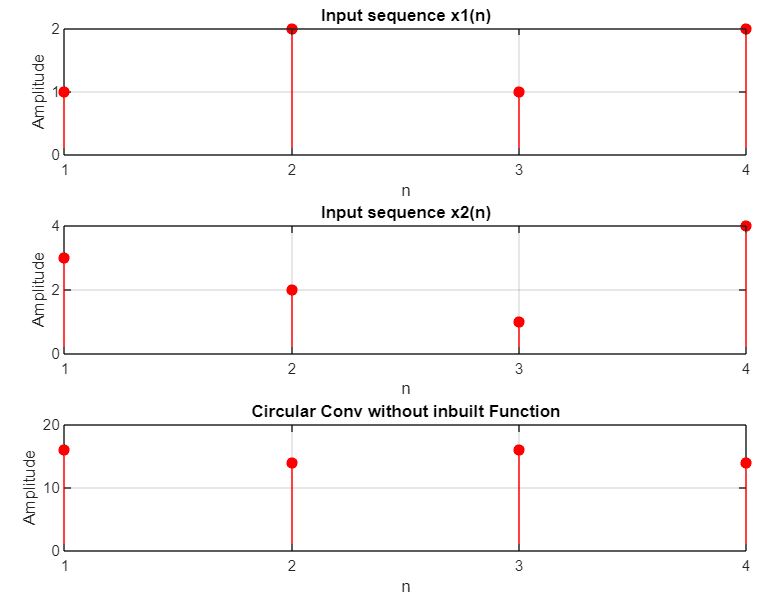 Input sequence x1(n)
2
1
0
Amplitude
1 2 3 4
n
Input sequence x2(n)
4
2
0
Amplitude
1 2 3 4
n
Circular Conv without inbuilt Function
20
10
0
Amplitude
1 2 3 4
n